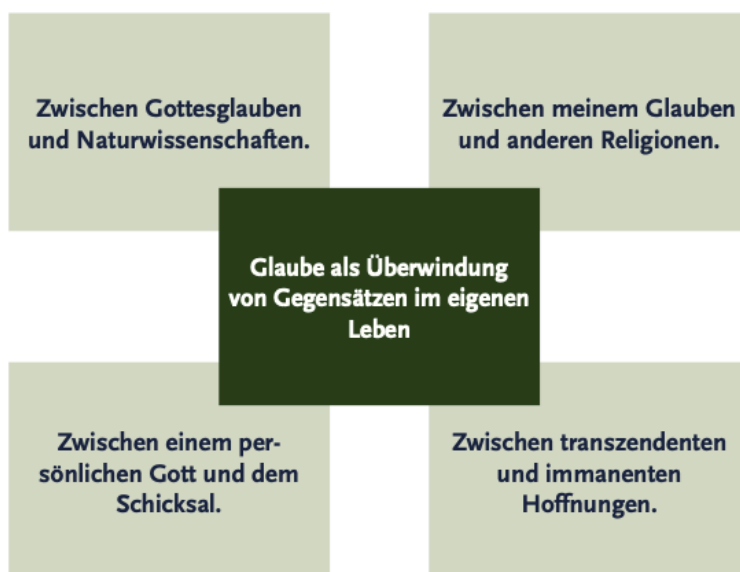 Zwischen Gottesglauben
und Naturwissenschaften.
Zwischen meinem Glauben
und anderen Religionen.
Glaube als Überwindung
von Gegensätzen im eigenen
Leben
Zwischen einem per-
sönlichen Gott und dem
Schicksal.
Zwischen transzendenten
und immanenten
Hoffnungen.